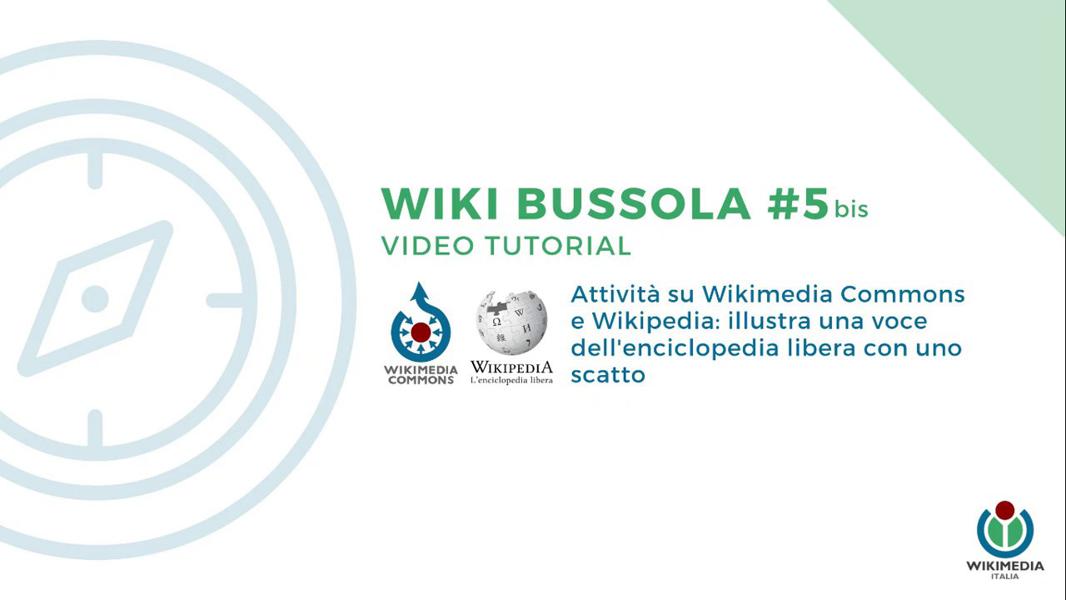 WIKI BUSSOLA #5 bis
VIDEO TUTORIAL
Attività su Wikimedia Commons
e Wikipedia: illustra una voce
dell'enciclopedia libera con uno
scatto
WIKIMEDIA
COMMONS
Ω W И
WIKIPEDIA
L'enciclopedia libera
WIKIMEDIA
ITALIA